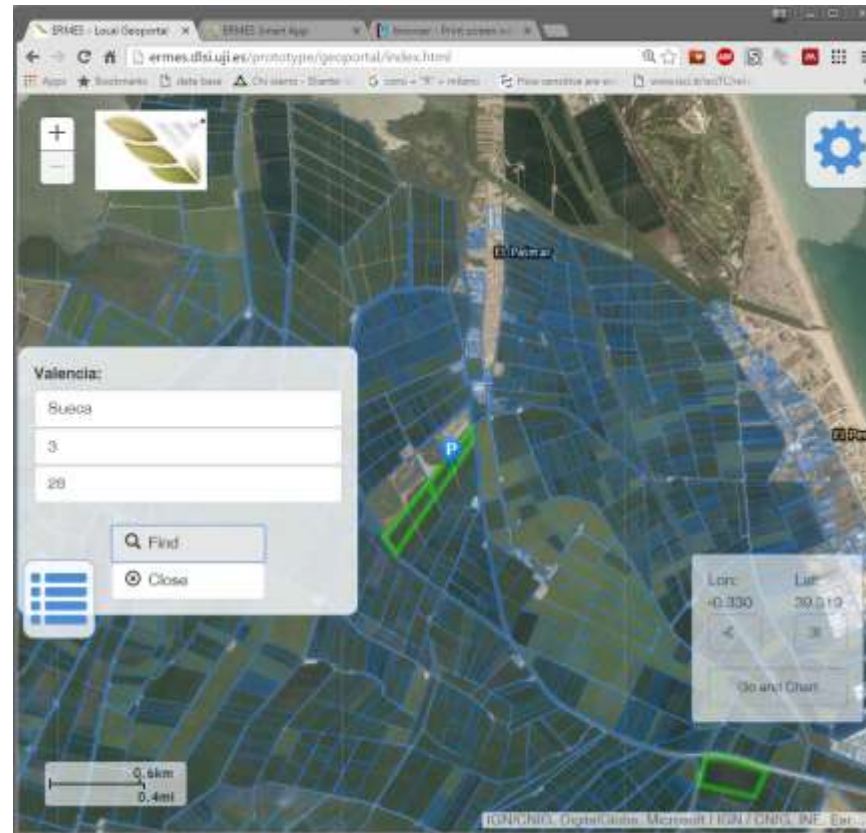 ERMES - Local Geoportal
ERMES Smart App
ermes.dlsi.uji.es/prototype/geoportal/index.html
Apps
Bookmarks
data base
+
−
El Palmar
Valencia:
Sueca
3
28
P
Find
Close
Lon:
Lat:
-0.330
39.319
Go and Chart
0.6km
0.4mi
IGN/CNIG, DigitalGlobe, Microsoft | IGN / CNIG, INE, Esri